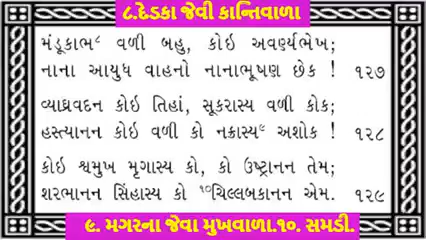 ૮.દેડકા જેવી કાન્તિવાળા
મંડૂકાભ૮ વળી બહુ, કોઇ અવર્ણ્યભેખ;
નાના આયુધ વાહનો નાનાભૂષણ છેક ! ૧૨૭
વ્યાઘ્રવદન કોઈ તિહાં, સૂકરાસ્ય વળી કોક;
હસ્ત્યાનન કોઈ વળી કો નક્રાસ્ય૯ અશોક ! ૧૨૮
કોઇ શ્વમુખ મૃગાસ્ય કો, કો ઉષ્ટ્રાનન તેમ;
શરભાનન સિંહાસ્ય કો ૧૦ચિલ્લબકાનન એમ. ૧૨૯
૯. મગરના જેવા મુખવાળા.૧૦. સમડી.